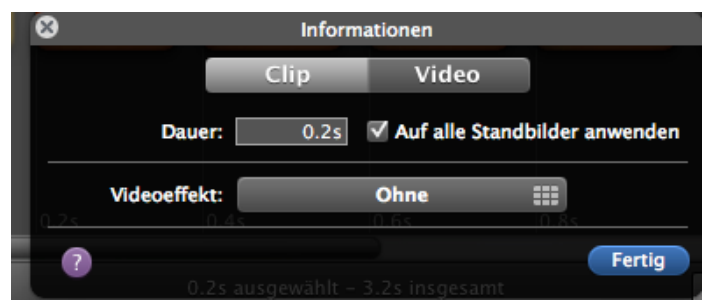 Informationen
Clip Video
Dauer: 0.2s Auf alle Standbilder anwenden
Videoeffekt: Ohne
0.2s 0.4s 0.6s 0.8s
? Fertig
0.2s ausgewählt – 3.2s insgesamt